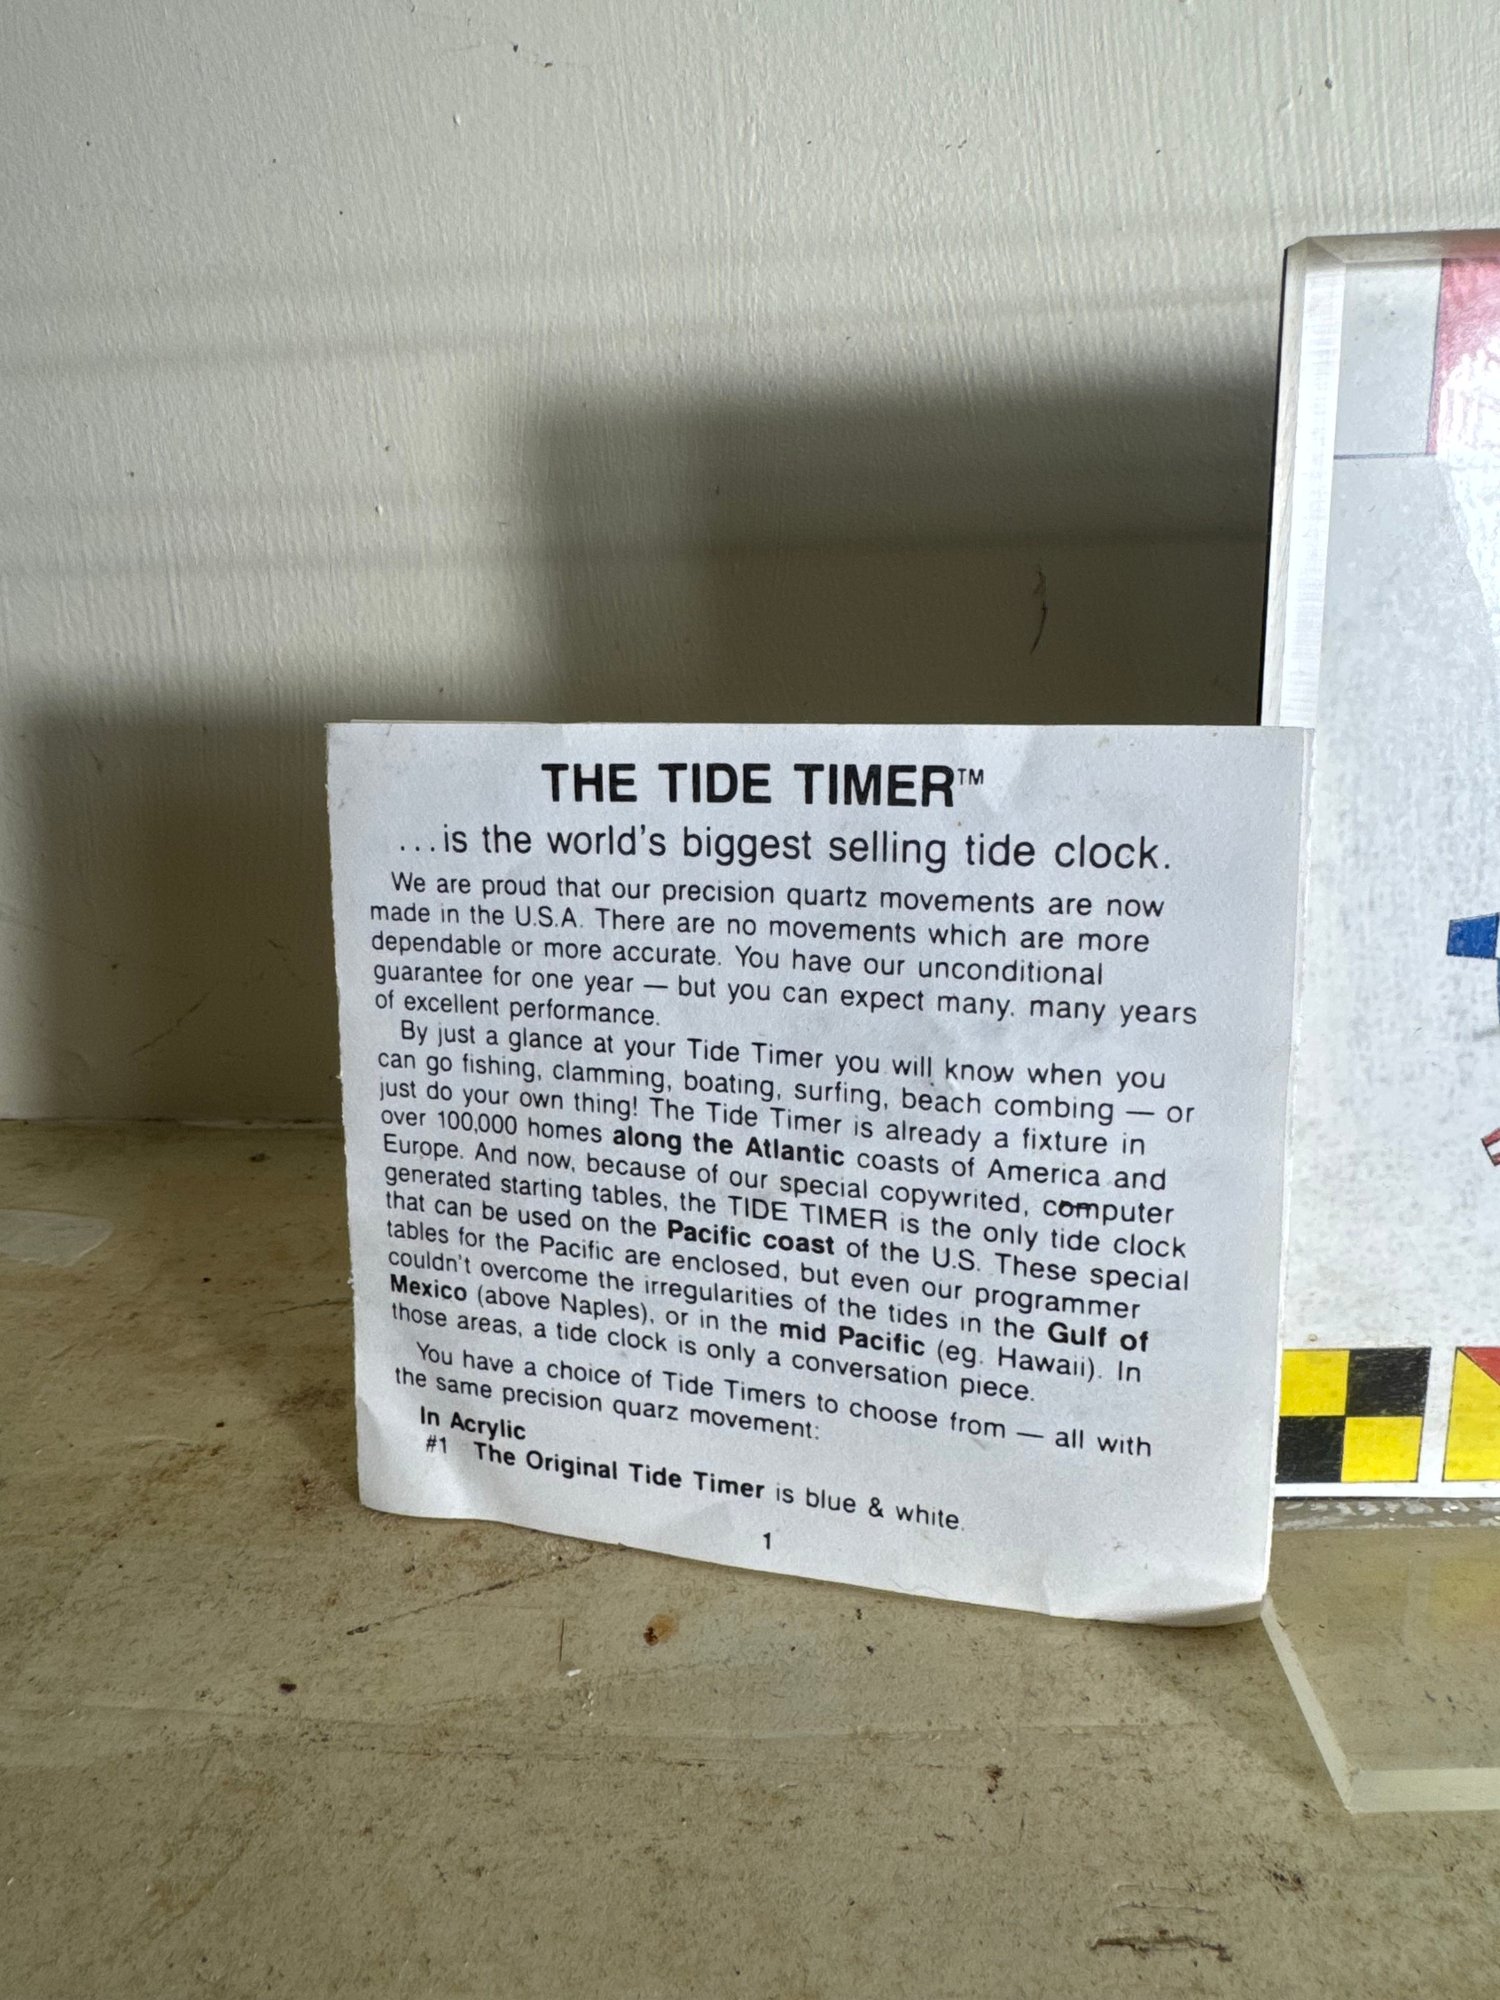 THE TIDE TIMER™
...is the world's biggest selling tide clock.
We are proud that our precision quartz movements are now
made in the U.S.A. There are no movements which are more
dependable or more accurate. You have our unconditional
guarantee for one year — but you can expect many. many years
of excellent performance.
By just a glance at your Tide Timer you will know when you
can go fishing, clamming, boating, surfing, beach combing — or
just do your own thing! The Tide Timer is already a fixture in
over 100,000 homes along the Atlantic coasts of America and
Europe. And now, because of our special copywrited, computer
generated starting tables, the TIDE TIMER is the only tide clock
that can be used on the Pacific coast of the U.S. These special
tables for the Pacific are enclosed, but even our programmer
couldn't overcome the irregularities of the tides in the Gulf of
Mexico (above Naples), or in the mid Pacific (eg. Hawaii). In
those areas, a tide clock is only a conversation piece.
You have a choice of Tide Timers to choose from — all with
the same precision quarz movement:
In Acrylic
#1 The Original Tide Timer is blue & white.
1